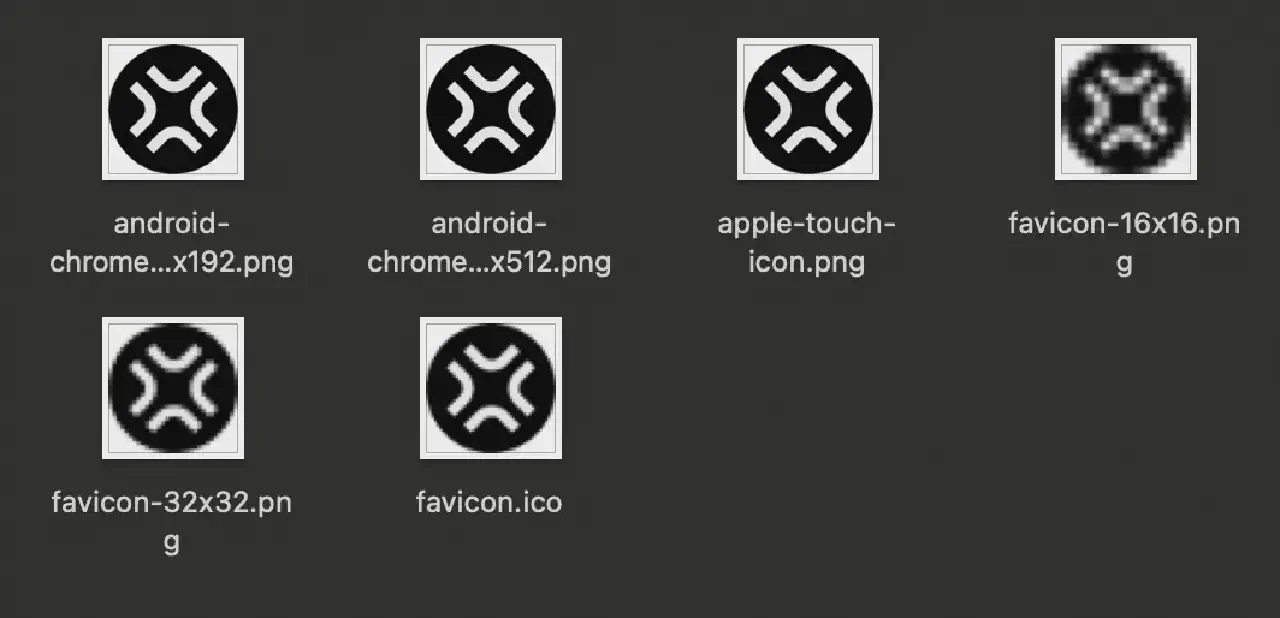 android-
chrome...x192.png
android-
chrome...x512.png
apple-touch-
icon.png
favicon-16x16.pn
g
favicon-32x32.pn
g
favicon.ico